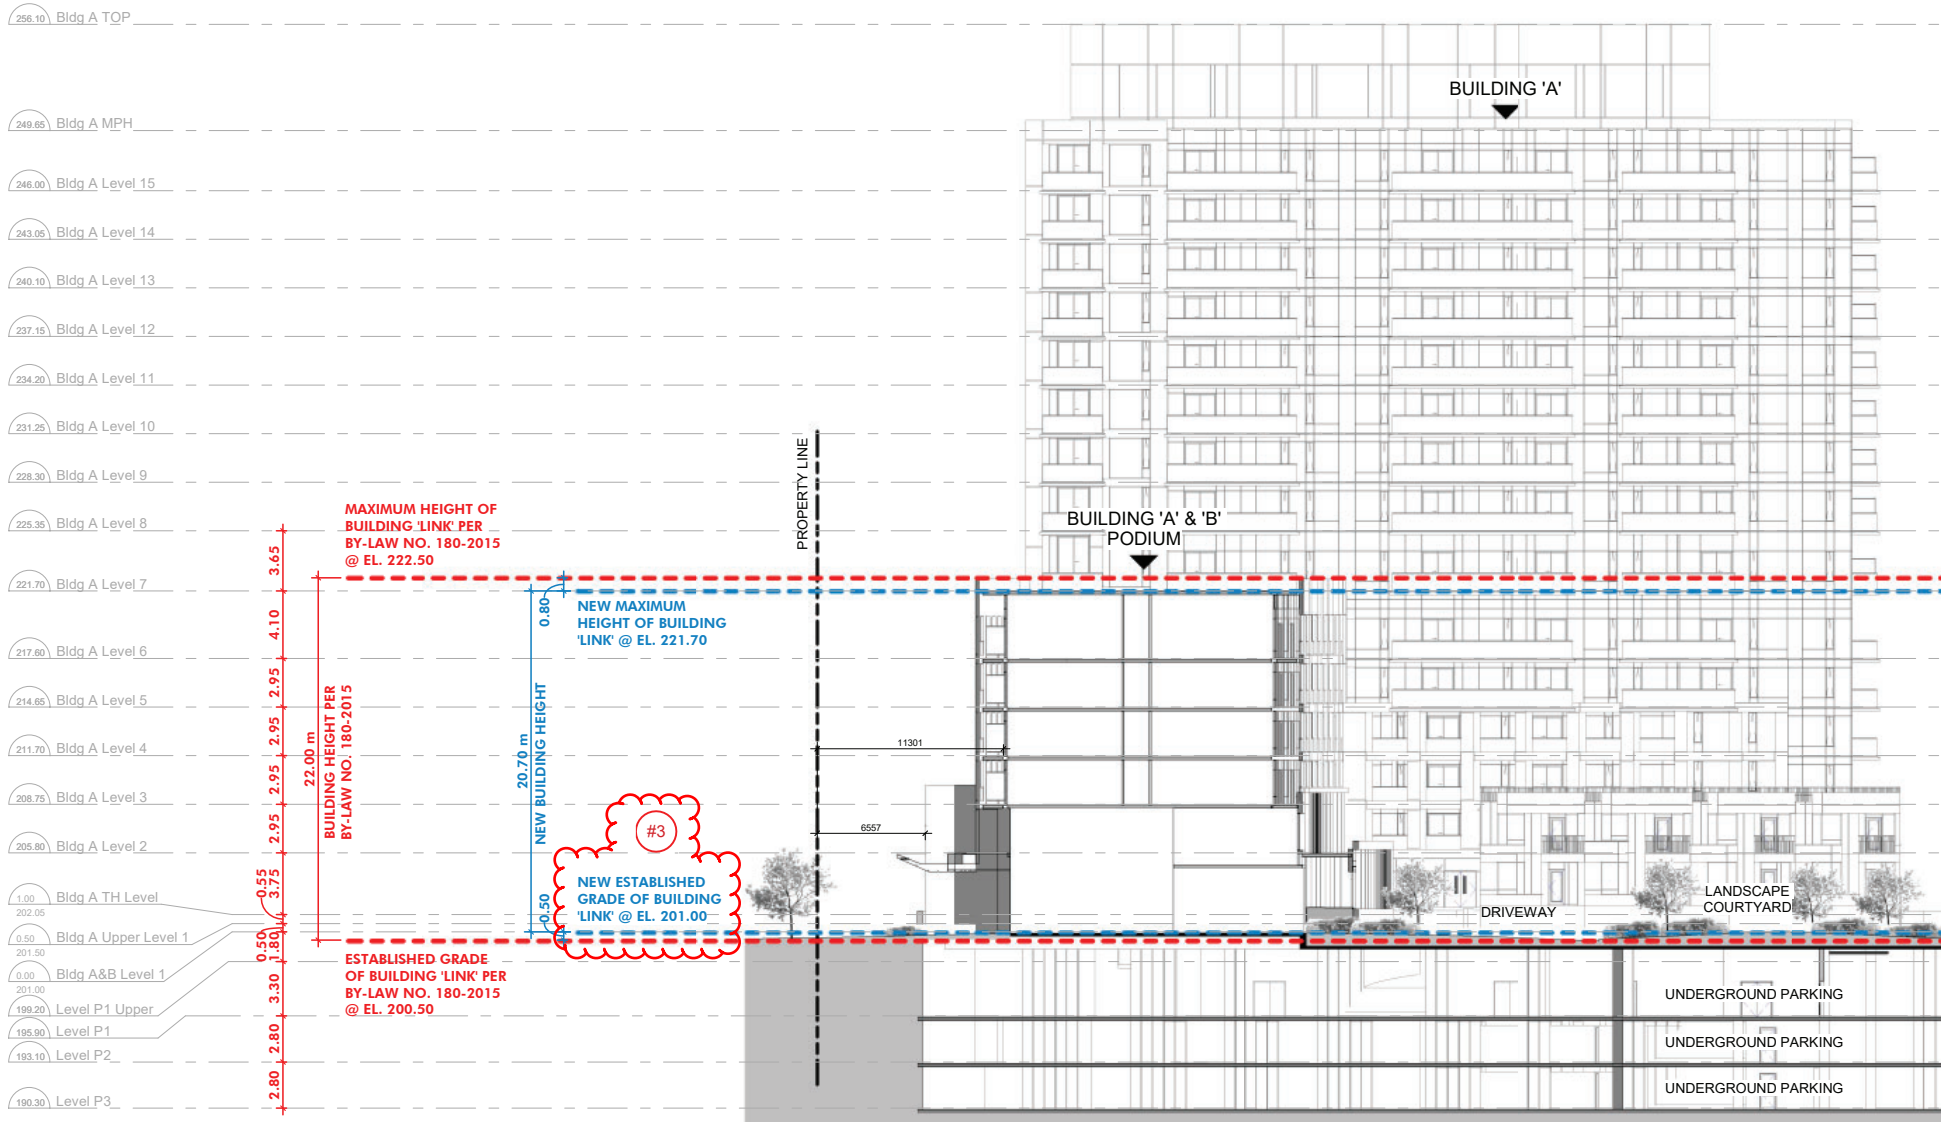 256.10 Bldg A TOP
249.65 Bldg A MPH
246.00 Bldg A Level 15
243.05 Bldg A Level 14
240.10 Bldg A Level 13
237.15 Bldg A Level 12
234.20 Bldg A Level 11
231.25 Bldg A Level 10
228.30 Bldg A Level 9
225.35 Bldg A Level 8
221.70 Bldg A Level 7
217.60 Bldg A Level 6
214.65 Bldg A Level 5
211.70 Bldg A Level 4
208.75 Bldg A Level 3
205.80 Bldg A Level 2
1.00 Bldg A TH Level
202.05
0.50 Bldg A Upper Level 1
201.50
0.00 Bldg A&B Level 1
201.00
199.20 Level P1 Upper
195.90 Level P1
193.10 Level P2
190.30 Level P3
3.65
4.10
2.95
2.95
2.95
2.95
3.75
0.55
0.50
1.80
3.30
2.80
2.80
MAXIMUM HEIGHT OF
BUILDING 'LINK' PER
BY-LAW NO. 180-2015
@ EL. 222.50
22.00 m
BUILDING HEIGHT PER
BY-LAW NO. 180-2015
ESTABLISHED GRADE
OF BUILDING 'LINK' PER
BY-LAW NO. 180-2015
@ EL. 200.50
0.80
NEW MAXIMUM
HEIGHT OF BUILDING
'LINK' @ EL. 221.70
20.70 m
NEW BUILDING HEIGHT
0.50
#3
NEW ESTABLISHED
GRADE OF BUILDING
'LINK' @ EL. 201.00
PROPERTY LINE
11301
6557
BUILDING 'A'
BUILDING 'A' & 'B'
PODIUM
DRIVEWAY
LANDSCAPE
COURTYARD
UNDERGROUND PARKING
UNDERGROUND PARKING
UNDERGROUND PARKING